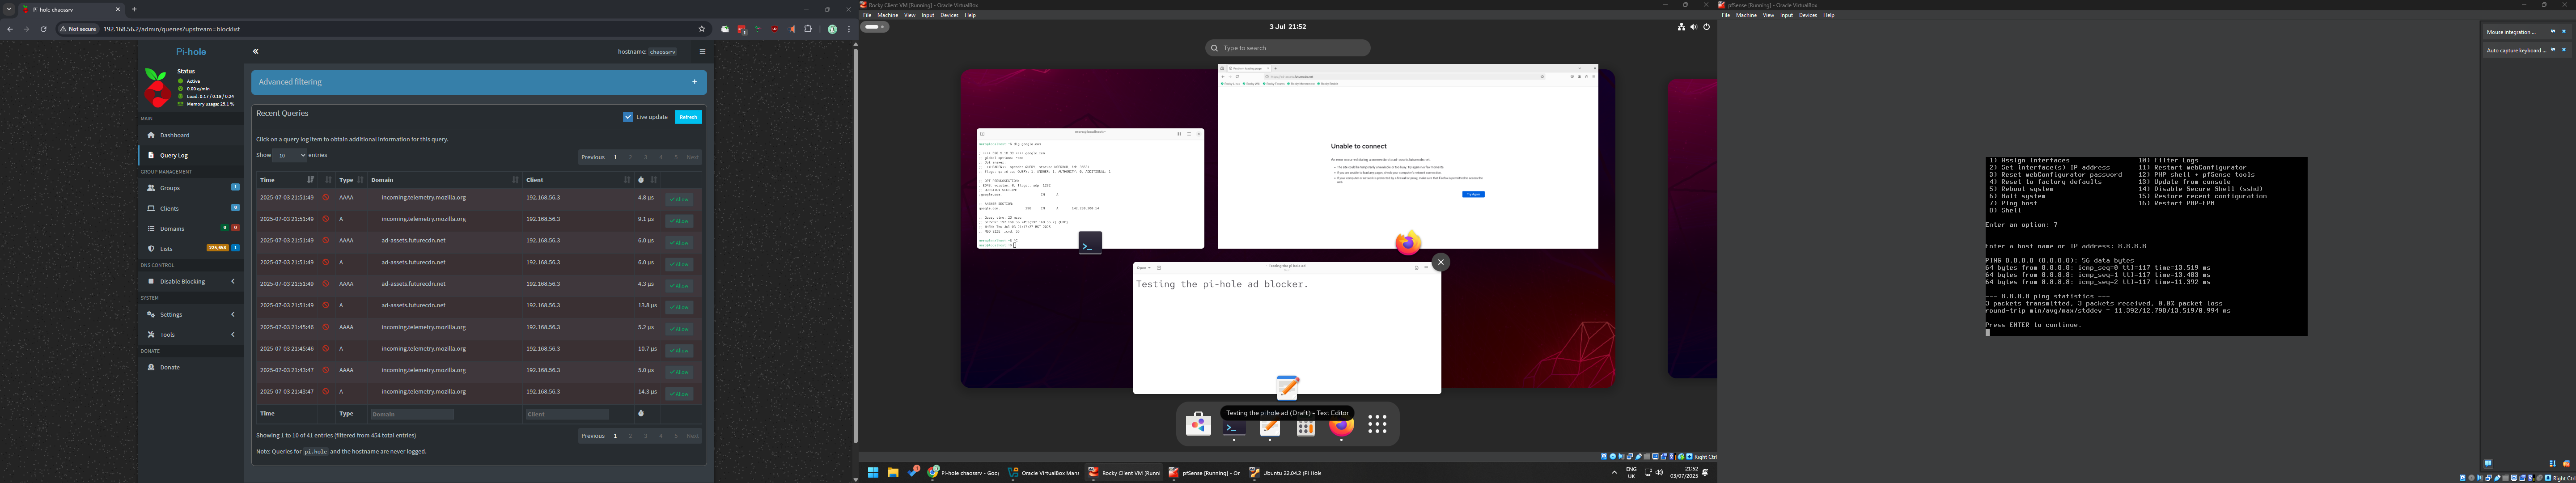 Pi-hole chaossrv
Not secure
192.168.56.2/admin/queries?upstream=blocklist
Pi-hole
hostname: chaossrv
Status
Active
0.00 q/min
Load: 0.17 / 0.19 / 0.24
Memory usage: 25.1 %
MAIN
Dashboard
Query Log
GROUP MANAGEMENT
Groups 1
Clients 0
Domains 0 0
Lists 235,658 1
DNS CONTROL
Disable Blocking
SYSTEM
Settings
Tools
DONATE
Donate
Advanced filtering
Recent Queries
Live update
Refresh
Click on a query log item to obtain additional information for this query.
Show 10 entries
Previous 1 2 3 4 5 Next
Time Type Domain Client
2025-07-03 21:51:49 AAAA incoming.telemetry.mozilla.org 192.168.56.3 4.8 µs Allow
2025-07-03 21:51:49 A incoming.telemetry.mozilla.org 192.168.56.3 9.1 µs Allow
2025-07-03 21:51:49 AAAA ad-assets.futurecdn.net 192.168.56.3 6.0 µs Allow
2025-07-03 21:51:49 A ad-assets.futurecdn.net 192.168.56.3 6.0 µs Allow
2025-07-03 21:51:49 AAAA ad-assets.futurecdn.net 192.168.56.3 4.3 µs Allow
2025-07-03 21:51:49 A ad-assets.futurecdn.net 192.168.56.3 13.8 µs Allow
2025-07-03 21:45:46 AAAA incoming.telemetry.mozilla.org 192.168.56.3 5.2 µs Allow
2025-07-03 21:45:46 A incoming.telemetry.mozilla.org 192.168.56.3 10.7 µs Allow
2025-07-03 21:43:47 AAAA incoming.telemetry.mozilla.org 192.168.56.3 5.0 µs Allow
2025-07-03 21:43:47 A incoming.telemetry.mozilla.org 192.168.56.3 14.3 µs Allow
Time Type Domain Client
Showing 1 to 10 of 41 entries (filtered from 454 total entries)
Previous 1 2 3 4 5 Next
Note: Queries for pi.hole and the hostname are never logged.
Rocky Client VM [Running] - Oracle VirtualBox
File Machine View Input Devices Help
3 Jul 21:52
Type to search
Unable to connect
Try Again
Open
Testing the pi hole ad
Testing the pi-hole ad blocker.
Testing the pi hole ad (Draft) – Text Editor
Right Ctrl
Pi-hole chaossrv - Goo
Oracle VirtualBox Mana
Rocky Client VM [Runni
pfSense [Running] - Or
Ubuntu 22.04.2 (Pi Hole
ENG
UK
21:52
03/07/2025
pfSense [Running] - Oracle VirtualBox
File Machine View Input Devices Help
Mouse integration ...
Auto capture keyboard ...
1) Assign Interfaces 10) Filter Logs
2) Set interface(s) IP address 11) Restart webConfigurator
3) Reset webConfigurator password 12) PHP shell + pfSense tools
4) Reset to factory defaults 13) Update from console
5) Reboot system 14) Disable Secure Shell (sshd)
6) Halt system 15) Restore recent configuration
7) Ping host 16) Restart PHP-FPM
8) Shell
Enter an option: 7
Enter a host name or IP address: 8.8.8.8
PING 8.8.8.8 (8.8.8.8): 56 data bytes
64 bytes from 8.8.8.8: icmp_seq=0 ttl=117 time=13.519 ms
64 bytes from 8.8.8.8: icmp_seq=1 ttl=117 time=13.483 ms
64 bytes from 8.8.8.8: icmp_seq=2 ttl=117 time=11.392 ms
--- 8.8.8.8 ping statistics ---
3 packets transmitted, 3 packets received, 0.0% packet loss
round-trip min/avg/max/stddev = 11.392/12.798/13.519/0.994 ms
Press ENTER to continue.
Right Ctrl